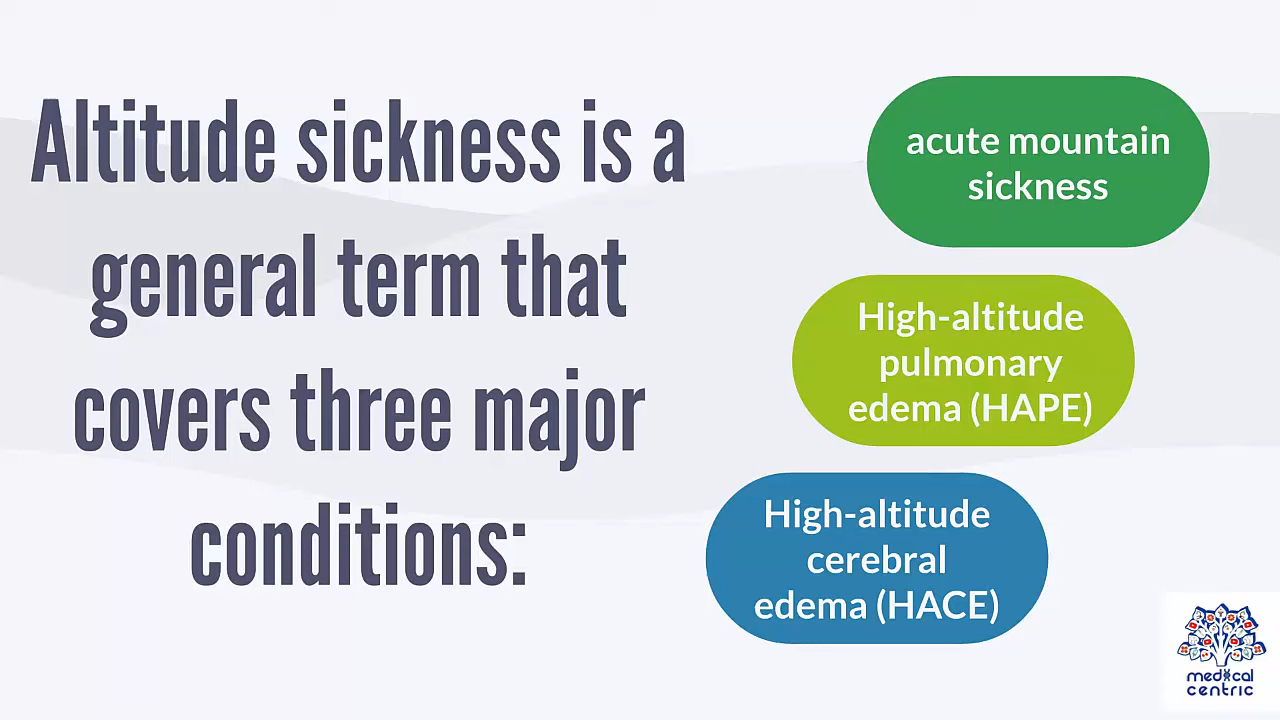 Altitude sickness is a
general term that
covers three major
conditions:
acute mountain
sickness
High-altitude
pulmonary
edema (HAPE)
High-altitude
cerebral
edema (HACE)
medical
centric